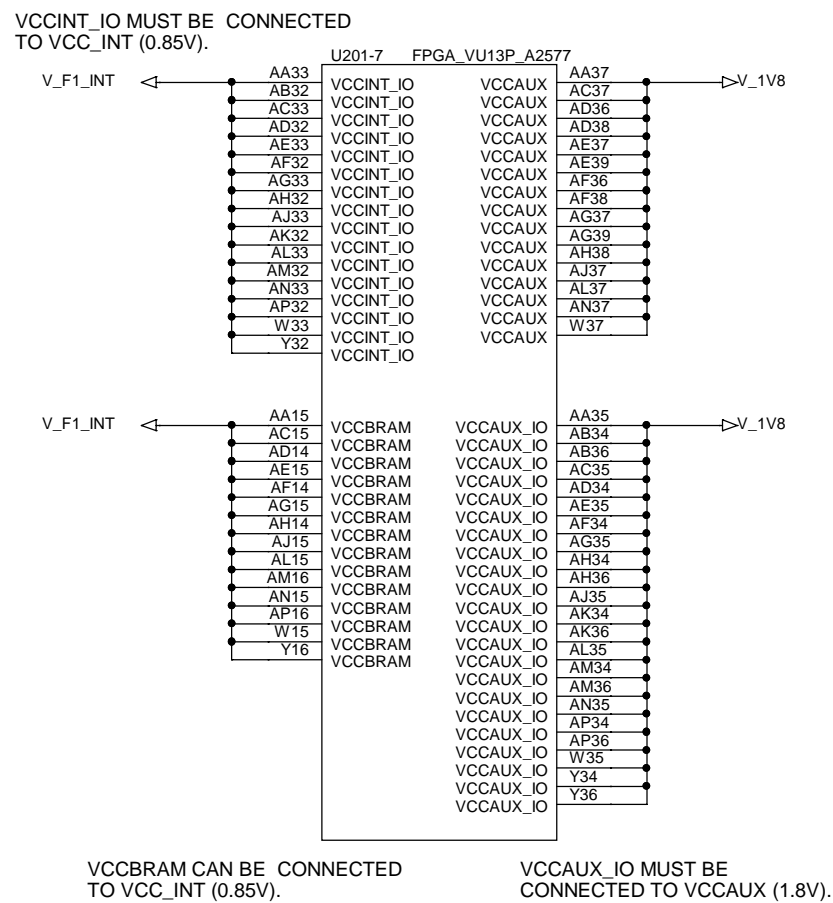 VCCINT_IO MUST BE CONNECTED
TO VCC_INT (0.85V).
U201-7 FPGA_VU13P_A2577
V_F1_INT AA33 VCCINT_IO VCCAUX AA37 V_1V8
AB32 VCCINT_IO VCCAUX AC37
AC33 VCCINT_IO VCCAUX AD36
AD32 VCCINT_IO VCCAUX AD38
AE33 VCCINT_IO VCCAUX AE37
AF32 VCCINT_IO VCCAUX AE39
AG33 VCCINT_IO VCCAUX AF36
AH32 VCCINT_IO VCCAUX AF38
AJ33 VCCINT_IO VCCAUX AG37
AK32 VCCINT_IO VCCAUX AG39
AL33 VCCINT_IO VCCAUX AH38
AM32 VCCINT_IO VCCAUX AJ37
AN33 VCCINT_IO VCCAUX AL37
AP32 VCCINT_IO VCCAUX AN37
W33 VCCINT_IO VCCAUX W37
Y32 VCCINT_IO
V_F1_INT AA15 VCCBRAM VCCAUX_IO AA35 V_1V8
AC15 VCCBRAM VCCAUX_IO AB34
AD14 VCCBRAM VCCAUX_IO AB36
AE15 VCCBRAM VCCAUX_IO AC35
AF14 VCCBRAM VCCAUX_IO AD34
AG15 VCCBRAM VCCAUX_IO AE35
AH14 VCCBRAM VCCAUX_IO AF34
AJ15 VCCBRAM VCCAUX_IO AG35
AL15 VCCBRAM VCCAUX_IO AH34
AM16 VCCBRAM VCCAUX_IO AH36
AN15 VCCBRAM VCCAUX_IO AJ35
AP16 VCCBRAM VCCAUX_IO AK34
W15 VCCBRAM VCCAUX_IO AK36
Y16 VCCBRAM VCCAUX_IO AL35
VCCAUX_IO AM34
VCCAUX_IO AM36
VCCAUX_IO AN35
VCCAUX_IO AP34
VCCAUX_IO AP36
VCCAUX_IO W35
VCCAUX_IO Y34
VCCAUX_IO Y36
VCCBRAM CAN BE CONNECTED
TO VCC_INT (0.85V).
VCCAUX_IO MUST BE
CONNECTED TO VCCAUX (1.8V).